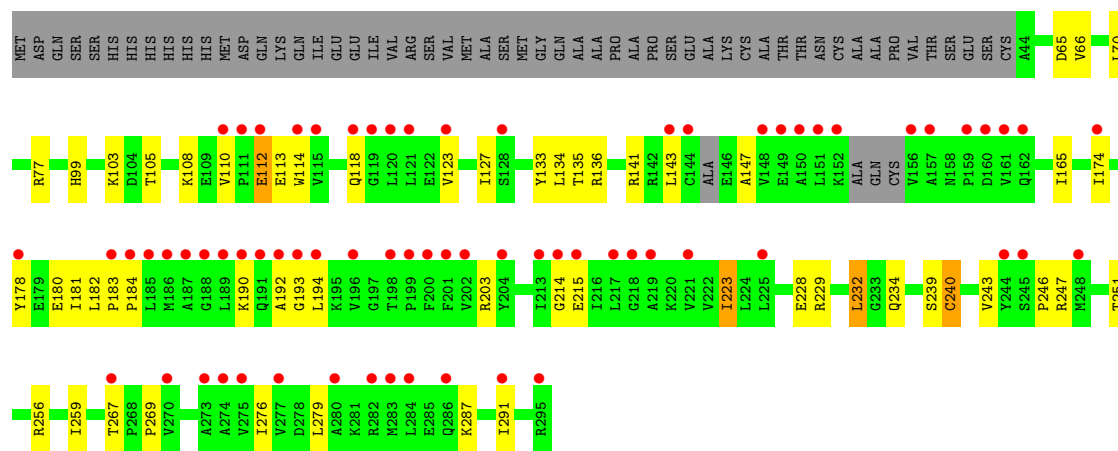 MET ASP GLN SER SER HIS HIS HIS HIS HIS HIS MET ASP GLN LYS GLN ILE GLU GLU ILE VAL ARG SER VAL MET ALA SER MET GLY GLN ALA ALA PRO ALA PRO SER GLU ALA ALA LYS CYS ALA THR THR ASN CYS ALA ALA PRO VAL THR SER GLU SER CYS A44 D65 V66 I70
R77 H99 K103 D104 T105 K108 E109 V110 P111 E112 E113 W114 V115 Q118 G119 L120 L121 E122 V123 I127 S128 Y133 L134 T135 R136 R141 R142 L143 C144 ALA E146 A147 V148 E149 A150 L151 K152 ALA GLN CYS V156 A157 N158 P159 D160 V161 Q162 I165 I174
Y178 E179 E180 I181 L182 P183 P184 L185 M186 A187 G188 L189 K190 Q191 A192 G193 L194 K195 V196 G197 T198 P199 F200 F201 V202 R203 Y204 I213 G214 E215 I216 L217 G218 A219 K220 V221 V222 I223 L224 L225 E228 R229 L232 G233 Q234 S239 C240 V243 Y244 S245 P246 R247 M248 T251
R256 I259 T267 P268 P269 V270 A273 A274 V275 I276 V277 D278 L279 A280 K281 R282 M283 L284 E285 Q286 K287 I291 R295